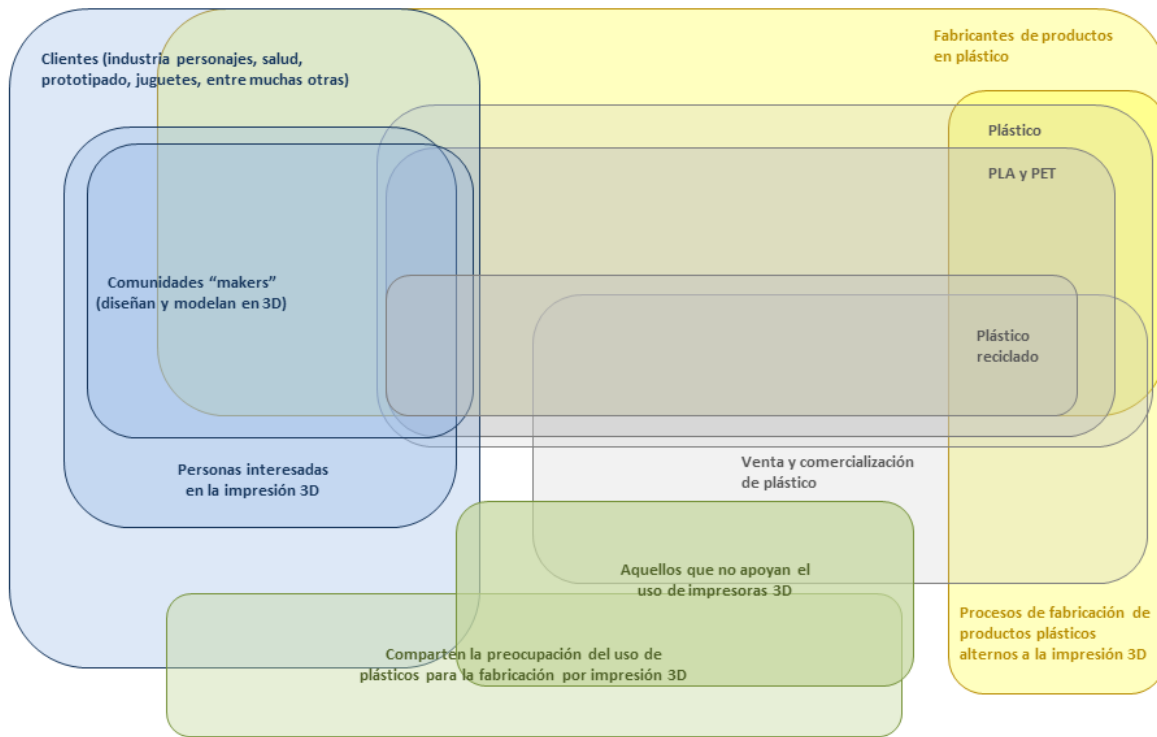 Clientes (industria personajes, salud,
prototipado, juguetes, entre muchas otras)
Fabricantes de productos
en plástico
Plástico
PLA y PET
Comunidades “makers”
(diseñan y modelan en 3D)
Plástico
reciclado
Personas interesadas
en la impresión 3D
Venta y comercialización
de plástico
Aquellos que no apoyan el
uso de impresoras 3D
Procesos de fabricación de
productos plásticos
alternos a la impresión 3D
Comparten la preocupación del uso de
plásticos para la fabricación por impresión 3D